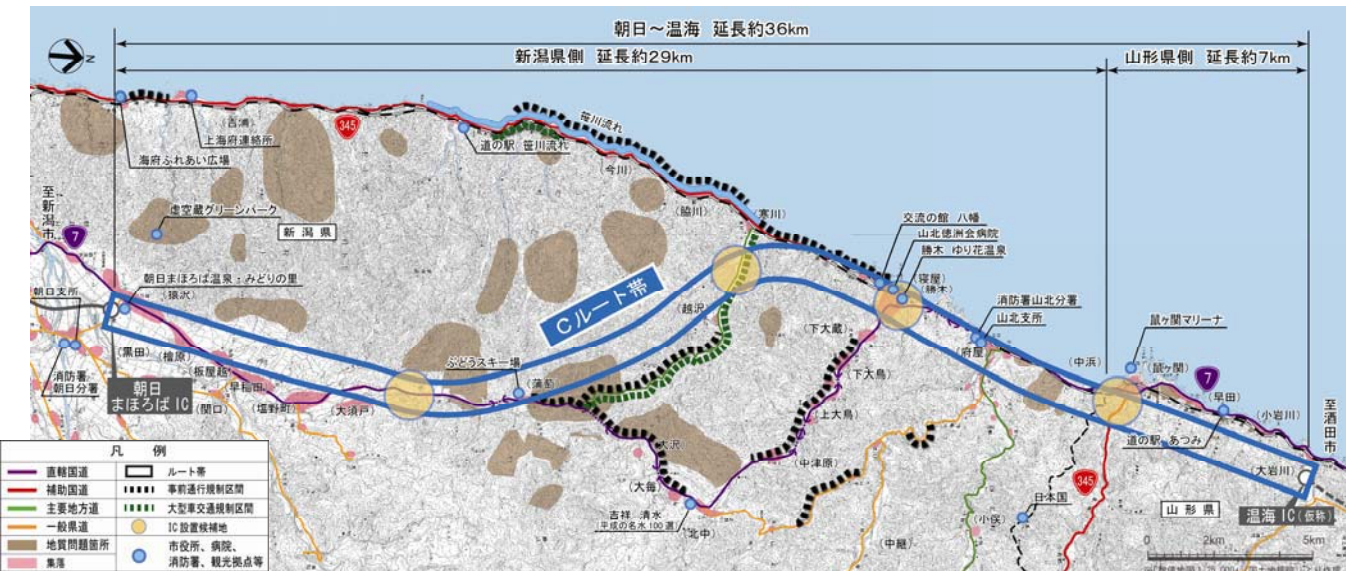 朝日～温海 延長約36km
新潟県側 延長約29km
山形県側 延長約7km
N
(吉浦)
345
上海府連絡所
海府ふれあい広場
道の駅 笹川流れ
笹川流れ
(今川)
(脇川)
(寒川)
至新潟市
7
虚空蔵グリーンパーク
新潟県
朝日支所
朝日まほろば温泉・みどりの里
(猿沢)
Cルート帯
(越沢)
交流の館 八幡
山北徳洲会病院
勝木 ゆり花温泉
(寝屋)
(勝木)
消防署山北分署
山北支所
(府屋)
(下大蔵)
(中浜)
鼠ヶ関マリーナ
(鼠ヶ関)
7
(早田)
(小岩川)
至酒田市
消防署朝日分署
(黒田)
(檜原)
(板屋越)
(早稲田)
(関口)
(塩野町)
(大須戸)
ぶどうスキー場
(蒲萄)
朝日まほろばIC
(下大鳥)
(上大鳥)
(大沢)
(中津原)
(大毎)
吉祥 清水
平成の名水100選
(北中)
(中継)
(小俣)
日本国
345
道の駅 あつみ
(大岩川)
山形県
温海IC(仮称)
0 2km 5km
凡例
直轄国道
補助国道
主要地方道
一般県道
地質問題箇所
集落
ルート帯
事前通行規制区間
大型車交通規制区間
IC設置候補地
市役所、病院、
消防署、観光拠点等